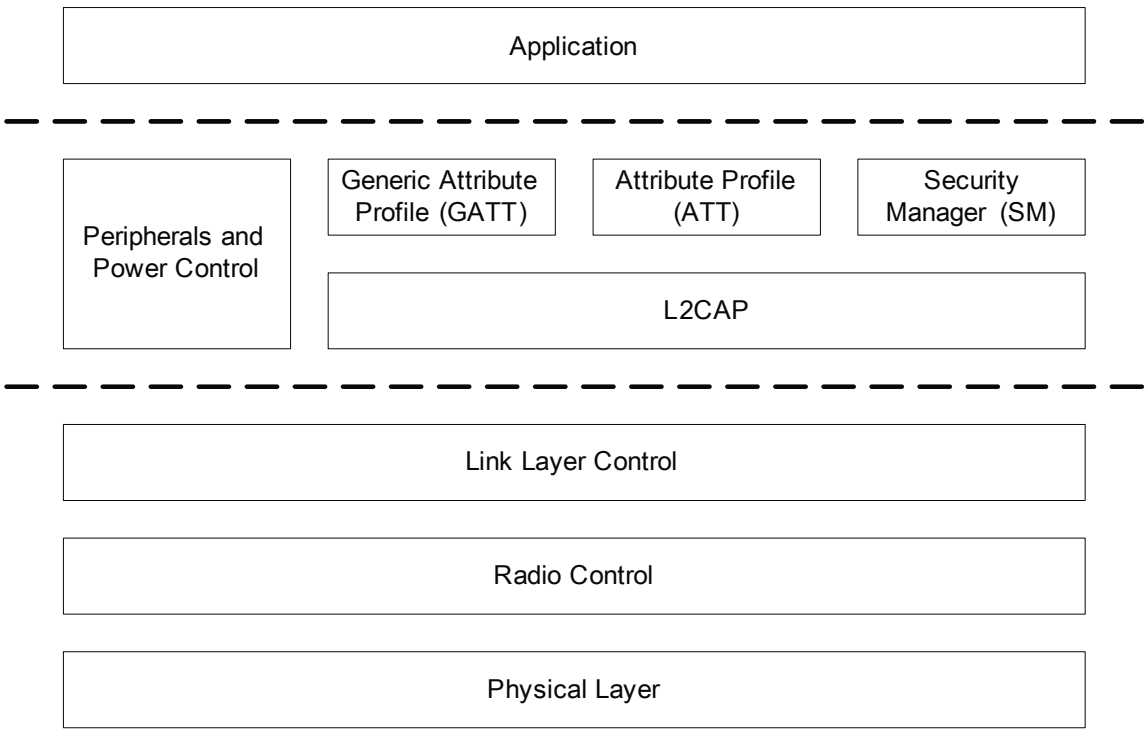 Application
Peripherals and
Power Control
Generic Attribute
Profile (GATT)
Attribute Profile
(ATT)
Security
Manager (SM)
L2CAP
Link Layer Control
Radio Control
Physical Layer